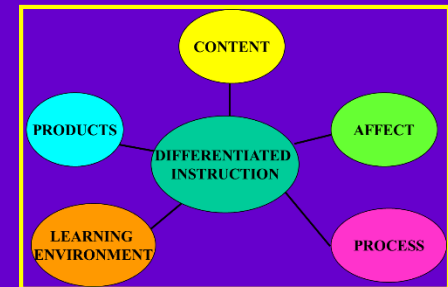 CONTENT
PRODUCTS
AFFECT
DIFFERENTIATED
INSTRUCTION
LEARNING
ENVIRONMENT
PROCESS